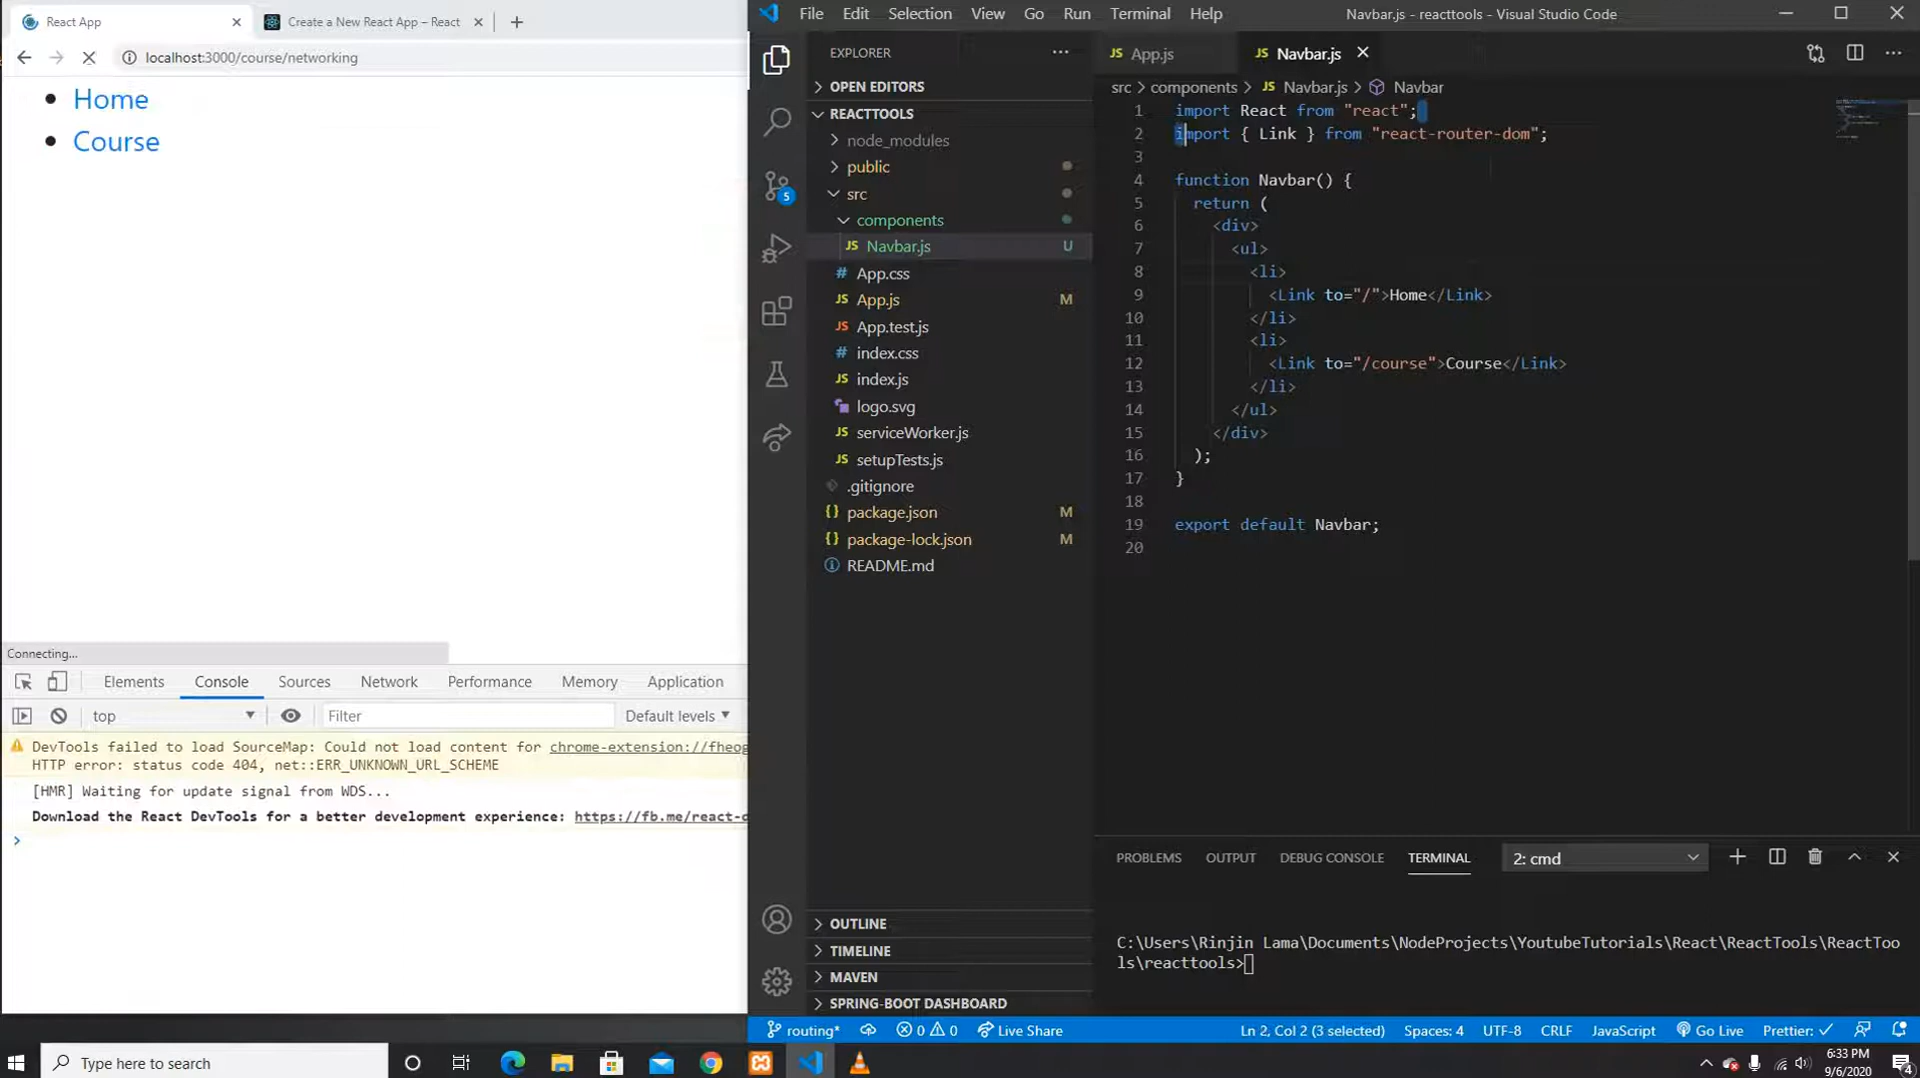 React App
Create a New React App – React
localhost:3000/course/networking
Home
Course
Connecting...
Elements
Console
Sources
Network
Performance
Memory
Application
top
Filter
Default levels
DevTools failed to load SourceMap: Could not load content for chrome-extension://fheog
HTTP error: status code 404, net::ERR_UNKNOWN_URL_SCHEME
[HMR] Waiting for update signal from WDS...
Download the React DevTools for a better development experience: https://fb.me/react-d
>
File
Edit
Selection
View
Go
Run
Terminal
Help
Navbar.js - reacttools - Visual Studio Code
5
EXPLORER
OPEN EDITORS
REACTTOOLS
node_modules
public
src
components
JS Navbar.js U
# App.css
JS App.js M
JS App.test.js
# index.css
JS index.js
logo.svg
JS serviceWorker.js
JS setupTests.js
.gitignore
{} package.json M
{} package-lock.json M
README.md
OUTLINE
TIMELINE
MAVEN
SPRING-BOOT DASHBOARD
JS App.js
JS Navbar.js
src > components > JS Navbar.js > Navbar
1 import React from "react";
2 import { Link } from "react-router-dom";
3
4 function Navbar() {
5 return (
6 <div>
7 <ul>
8 <li>
9 <Link to="/">Home</Link>
10 </li>
11 <li>
12 <Link to="/course">Course</Link>
13 </li>
14 </ul>
15 </div>
16 );
17 }
18
19 export default Navbar;
20
PROBLEMS
OUTPUT
DEBUG CONSOLE
TERMINAL
2: cmd
C:\Users\Rinjin Lama\Documents\NodeProjects\YoutubeTutorials\React\ReactTools\ReactToo
ls\reacttools>
routing*
0 0
Live Share
Ln 2, Col 2 (3 selected)
Spaces: 4
UTF-8
CRLF
JavaScript
Go Live
Prettier: ✓
Type here to search
6:33 PM
9/6/2020
4